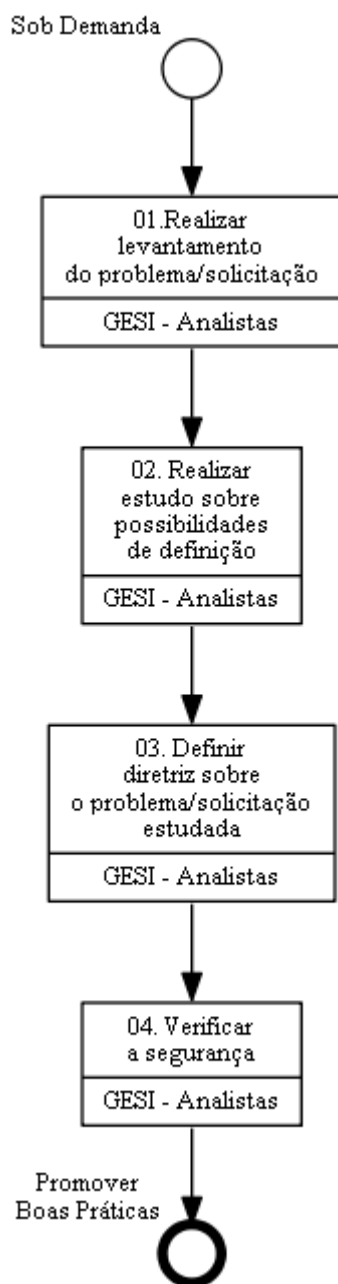 Sob Demanda
01.Realizar
levantamento
do problema/solicitação
GESI - Analistas
02. Realizar
estudo sobre
possibilidades
de definição
GESI - Analistas
03. Definir
diretriz sobre
o problema/solicitação
estudada
GESI - Analistas
04. Verificar
a segurança
GESI - Analistas
Promover
Boas Práticas